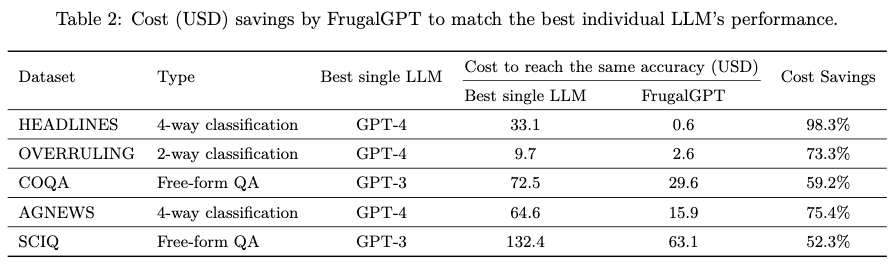 Table 2: Cost (USD) savings by FrugalGPT to match the best individual LLM's performance.
Dataset Type Best single LLM Cost to reach the same accuracy (USD) Cost Savings
Best single LLM FrugalGPT
HEADLINES 4-way classification GPT-4 33.1 0.6 98.3%
OVERRULING 2-way classification GPT-4 9.7 2.6 73.3%
COQA Free-form QA GPT-3 72.5 29.6 59.2%
AGNEWS 4-way classification GPT-4 64.6 15.9 75.4%
SCIQ Free-form QA GPT-3 132.4 63.1 52.3%